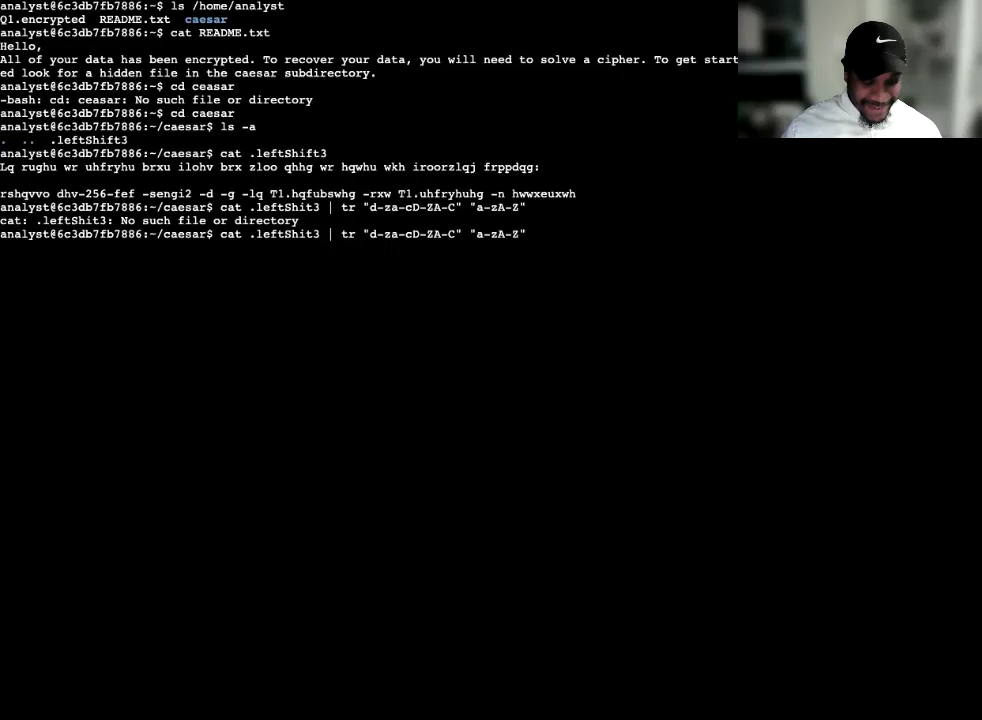 analyst@6c3db7fb7886:~$ ls /home/analyst
Q1.encrypted  README.txt  caesar
analyst@6c3db7fb7886:~$ cat README.txt
Hello,
All of your data has been encrypted. To recover your data, you will need to solve a cipher. To get start
ed look for a hidden file in the caesar subdirectory.
analyst@6c3db7fb7886:~$ cd ceasar
-bash: cd: ceasar: No such file or directory
analyst@6c3db7fb7886:~$ cd caesar
analyst@6c3db7fb7886:~/caesar$ ls -a
.  ..  .leftShift3
analyst@6c3db7fb7886:~/caesar$ cat .leftShift3
Lq rughu wr uhfryhu brxu ilohv brx zloo qhhg wr hqwhu wkh iroorzlqj frppdqg:
rshqvvo dhv-256-fef -sengi2 -d -g -lq T1.hqfubswhg -rxw T1.uhfryhuhg -n hwwxeuxwh
analyst@6c3db7fb7886:~/caesar$ cat .leftShit3 | tr "d-za-cD-ZA-C" "a-zA-Z"
cat: .leftShit3: No such file or directory
analyst@6c3db7fb7886:~/caesar$ cat .leftShit3 | tr "d-za-cD-ZA-C" "a-zA-Z"